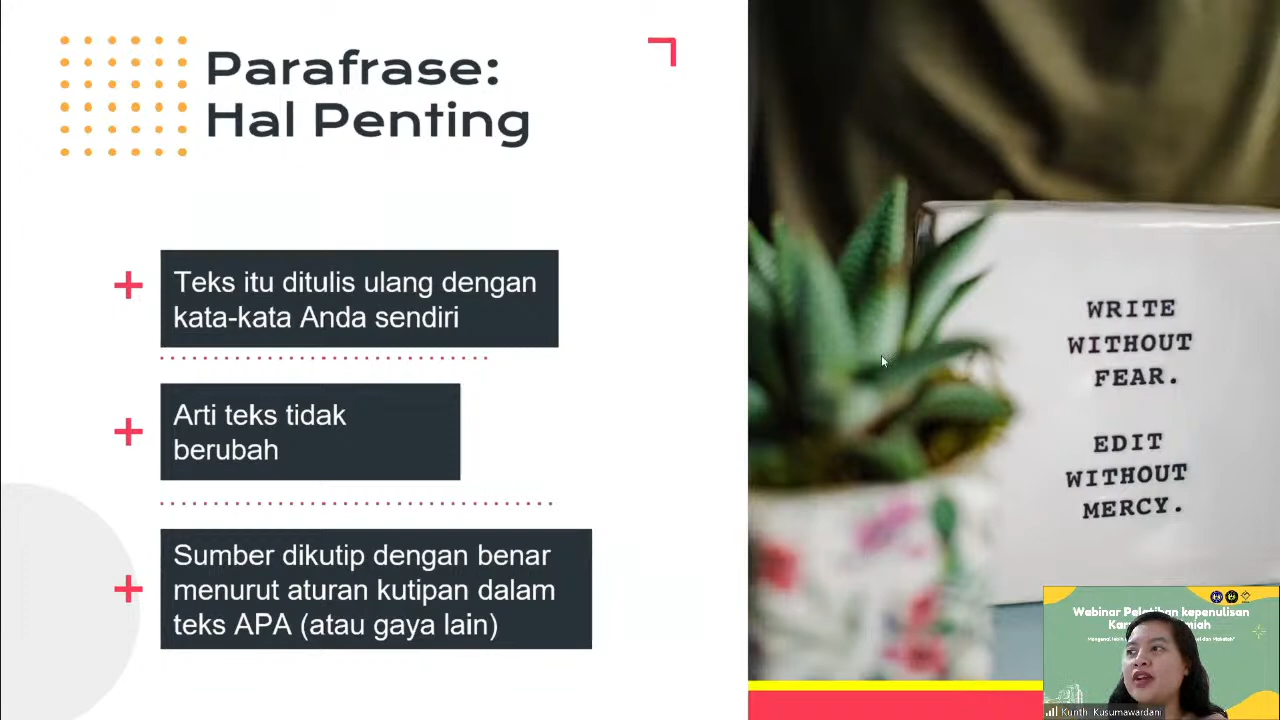 Parafrase:
Hal Penting
Teks itu ditulis ulang dengan
kata-kata Anda sendiri
Arti teks tidak
berubah
Sumber dikutip dengan benar
menurut aturan kutipan dalam
teks APA (atau gaya lain)
WRITE
WITHOUT
FEAR.
EDIT
WITHOUT
MERCY.
Webinar Pelatihan kepenulisan
Kunth Kusumawardani